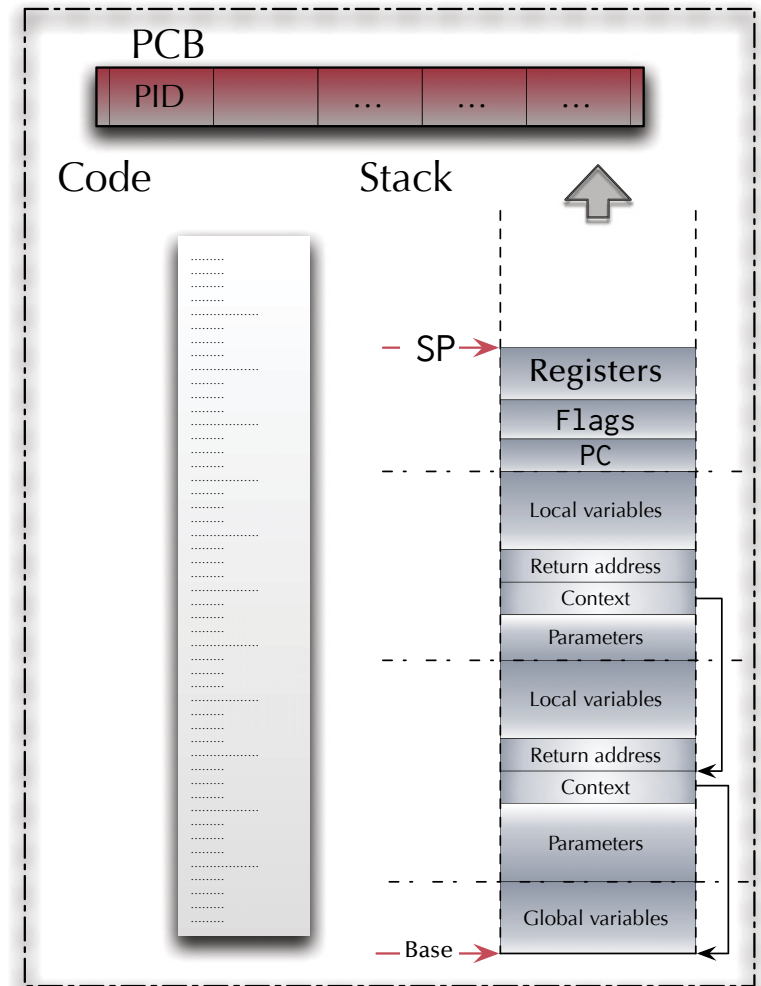 PCB
PID ... ... ...
Code Stack
SP
Registers
Flags
PC
Local variables
Return address
Context
Parameters
Local variables
Return address
Context
Parameters
Global variables
Base